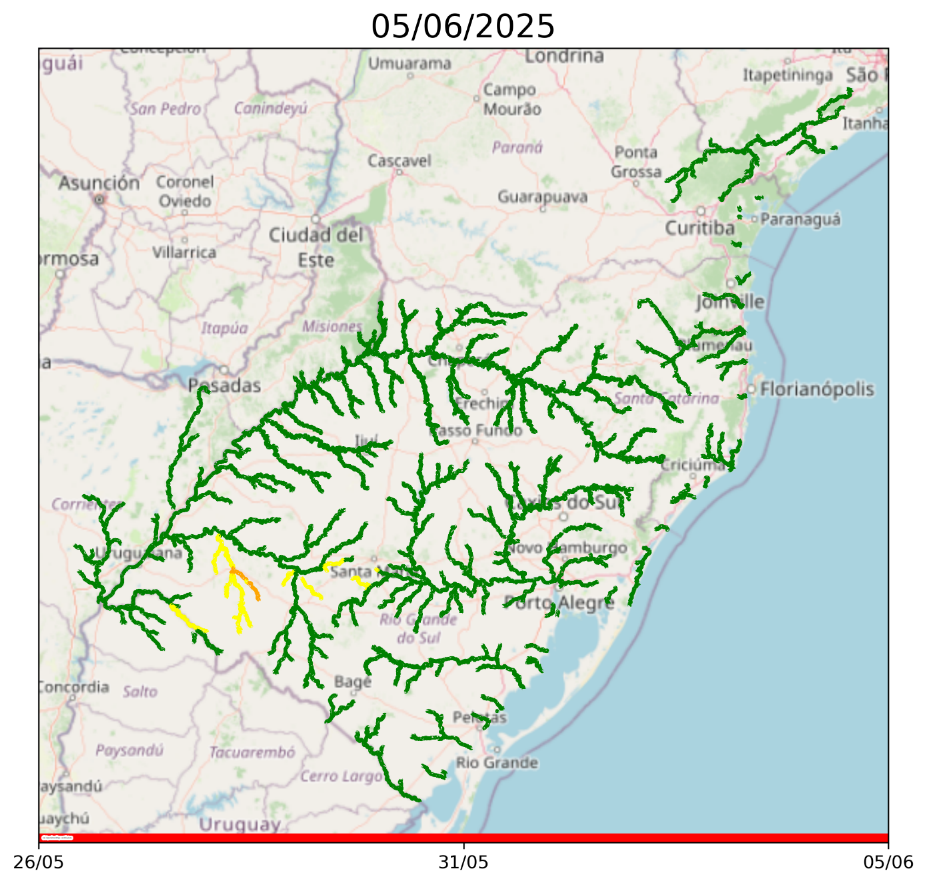 05/06/2025
Concepción
Londrina
guái
Umuarama
Itapetininga
São P
San Pedro
Canindeyú
Campo
Mourão
Itanha
Paraná
Ponta
Grossa
Cascavel
Asunción
Coronel
Oviedo
Guarapuava
Paranaguá
Curitiba
Ciudad del
Este
Villarrica
ormosa
Joinville
Itapúa
Misiones
Blumenau
a
Posadas
Florianópolis
Santa Catarina
Erechim
Passo Fundo
Ijuí
Criciúma
Corrientes
Caxias do Sul
Uruguaiana
Novo Hamburgo
Santa Maria
Porto Alegre
Rio Grande
do Sul
Concordia
Salto
Bagé
Pelotas
Paysandú
Tacuarembó
Rio Grande
Cerro Largo
aysandú
uaychú
Uruguay
26/05
31/05
05/06